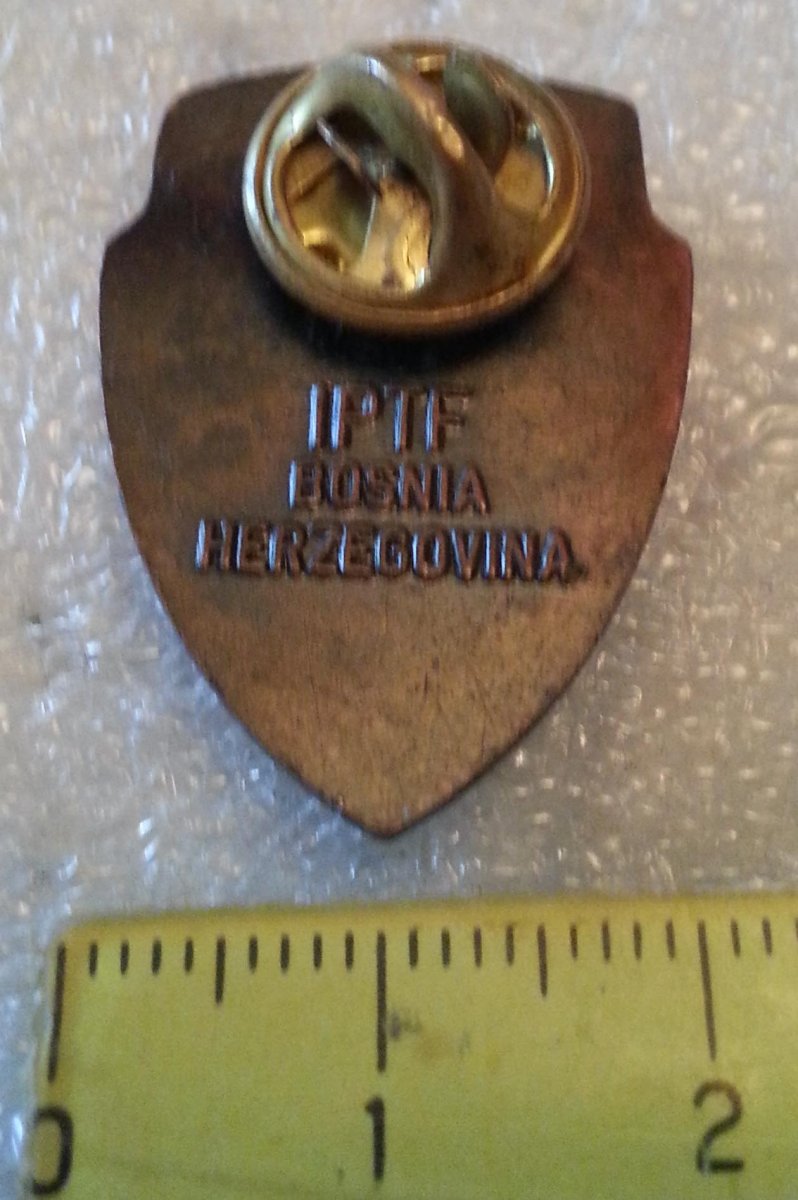 IPTF
BOSNIA
HERZEGOVINA
0 1 2